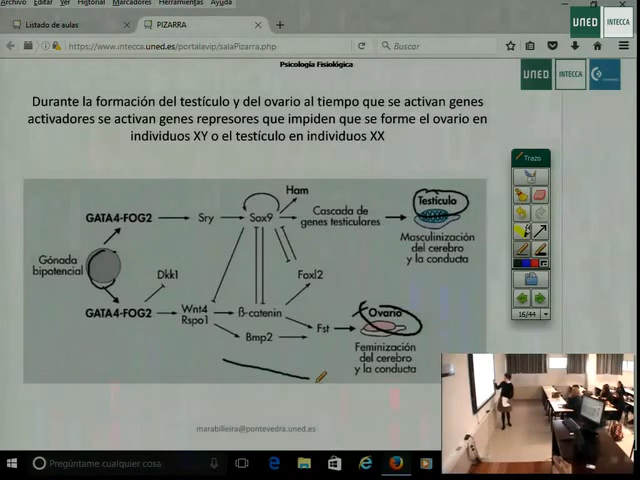 Archivo Editar Ver Historial Marcadores Herramientas Ayuda
Listado de aulas
PIZARRA
https://www.intecca.uned.es/portalavip/salaPizarra.php
Buscar
UNED INTECCA
Psicología Fisiológica
UNED INTECCA
Durante la formación del testículo y del ovario al tiempo que se activan genes
activadores se activan genes represores que impiden que se forme el ovario en
individuos XY o el testículo en individuos XX
Trazo
Ham
Testículo
GATA4-FOG2
Sry
Sox9
Cascada de
genes testiculares
Masculinización
del cerebro
y la conducta
Gónada
bipotencial
Dkk1
Foxl2
GATA4-FOG2
Wnt4
Rspo1
ß-catenin
Fst
Ovario
Bmp2
Feminización
del cerebro
y la conducta
16/44
marabilleira@pontevedra.uned.es
Pregúntame cualquier cosa